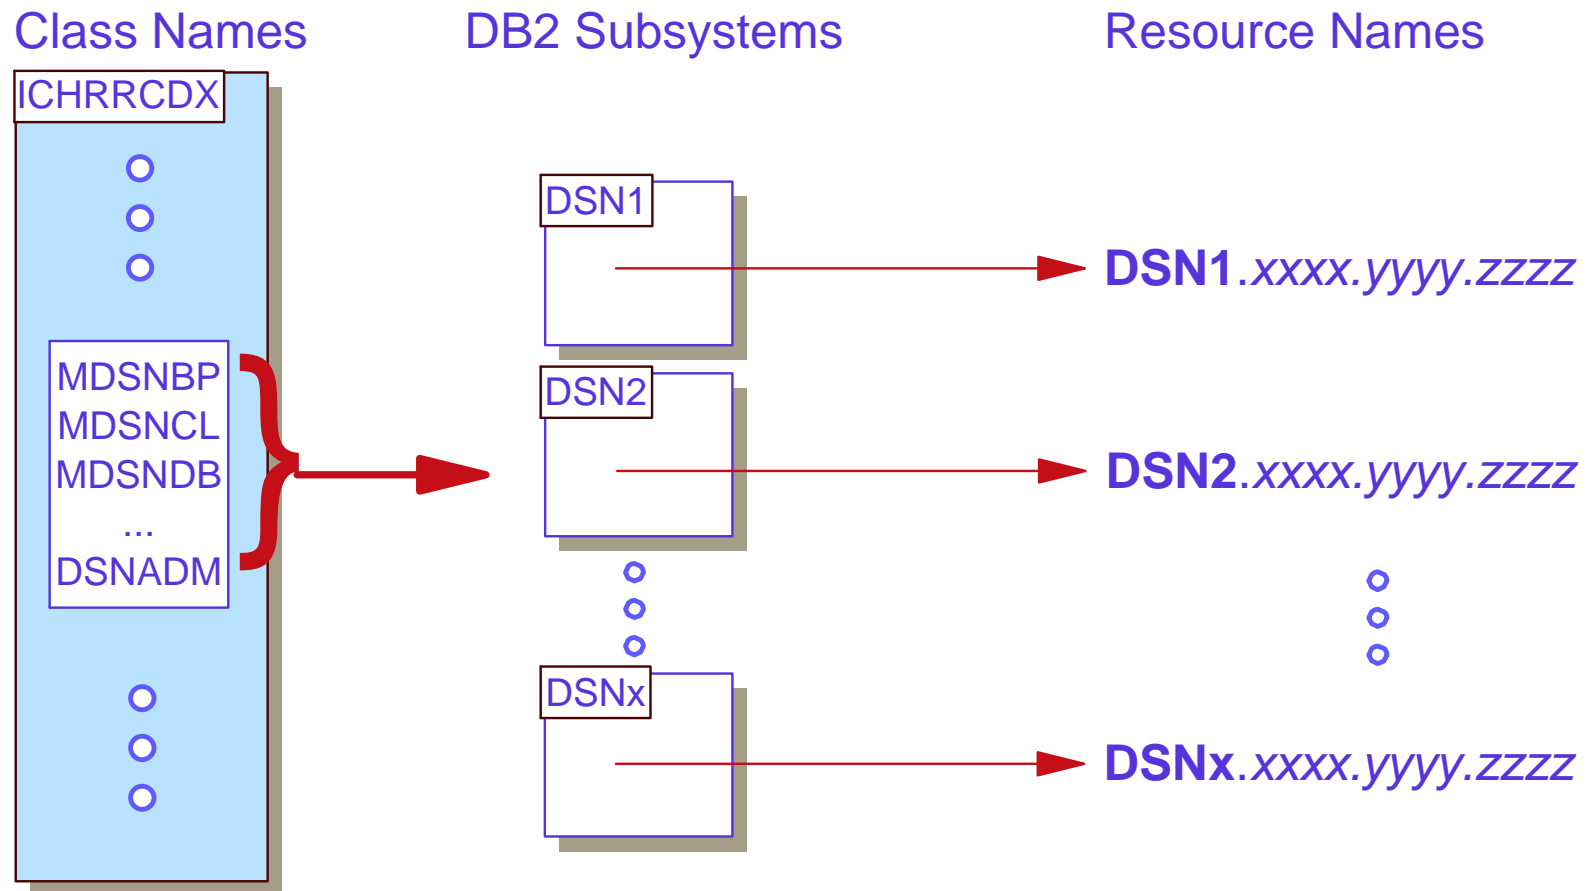 Class Names
DB2 Subsystems
Resource Names
ICHRRCDX
MDSNBP
MDSNCL
MDSNDB
...
DSNADM
DSN1
DSN2
DSNx
DSN1.xxxx.yyyy.zzzz
DSN2.xxxx.yyyy.zzzz
DSNx.xxxx.yyyy.zzzz